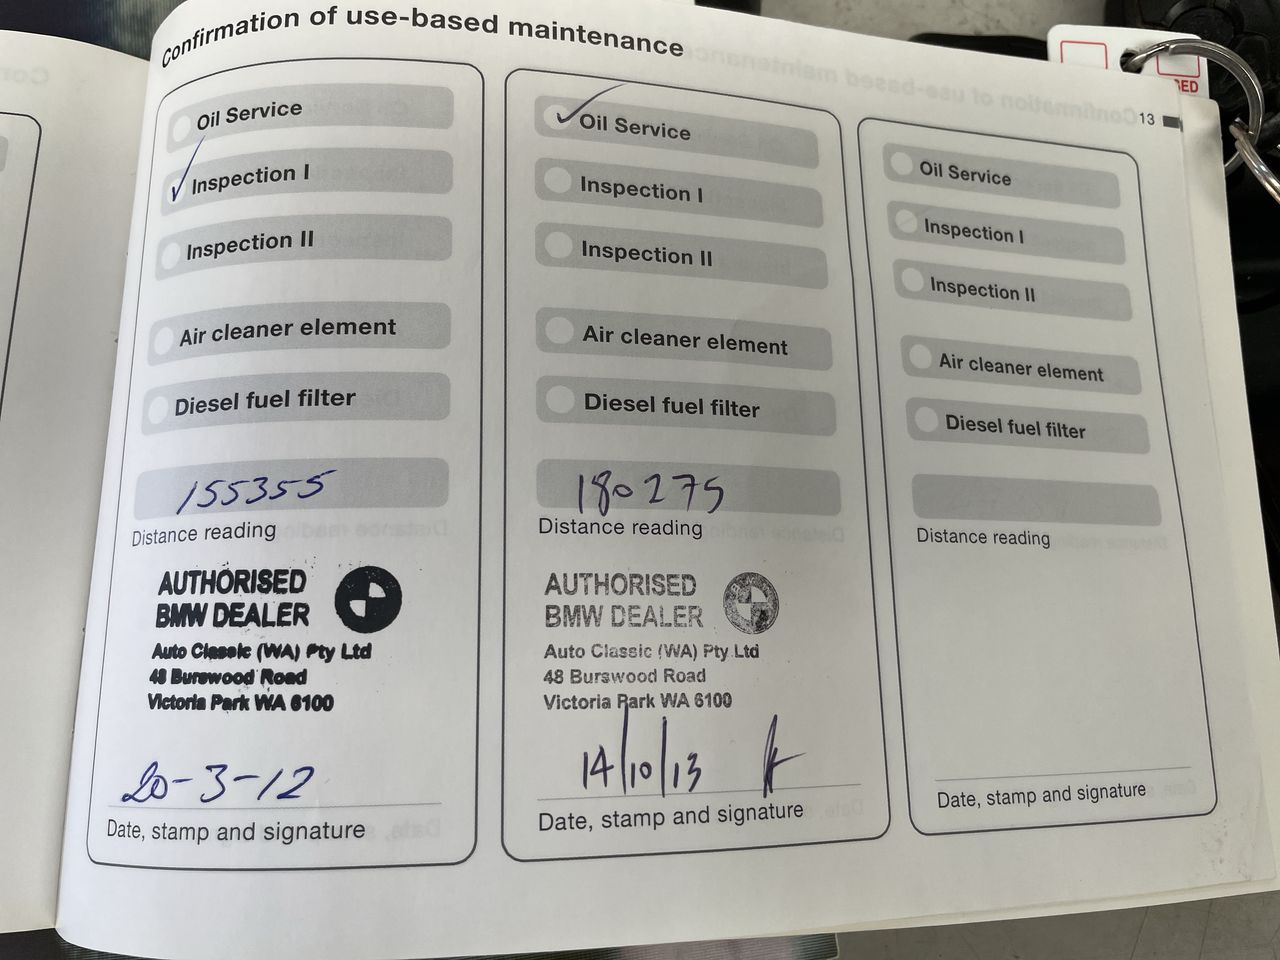 Confirmation of use-based maintenance
13
Oil Service
Inspection I
Inspection II
Air cleaner element
Diesel fuel filter
155355
Distance reading
AUTHORISED
BMW DEALER
Auto Classic (WA) Pty Ltd
48 Burswood Road
Victoria Park WA 6100
20-3-12
Date, stamp and signature
Oil Service
Inspection I
Inspection II
Air cleaner element
Diesel fuel filter
180275
Distance reading
AUTHORISED
BMW DEALER
Auto Classic (WA) Pty Ltd
48 Burswood Road
Victoria Park WA 6100
14/10/13
Date, stamp and signature
Oil Service
Inspection I
Inspection II
Air cleaner element
Diesel fuel filter
Distance reading
Date, stamp and signature